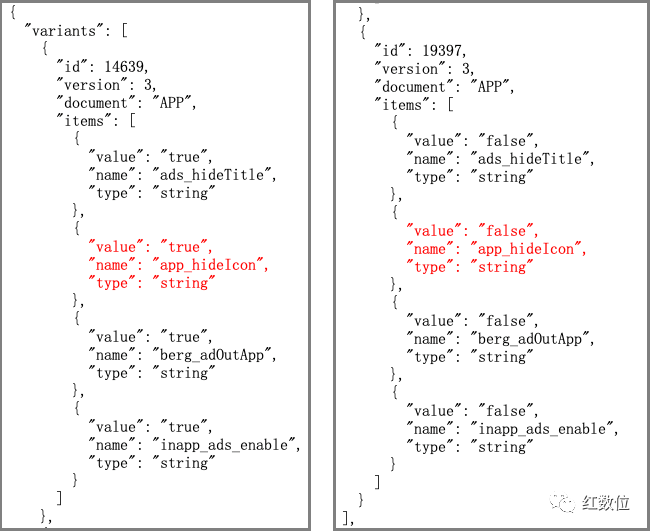 {
"variants": [
{
"id": 14639,
"version": 3,
"document": "APP",
"items": [
{
"value": "true",
"name": "ads_hideTitle",
"type": "string"
},
{
"value": "true",
"name": "app_hideIcon",
"type": "string"
},
{
"value": "true",
"name": "berg_adOutApp",
"type": "string"
},
{
"value": "true",
"name": "inapp_ads_enable",
"type": "string"
}
]
},
},
{
"id": 19397,
"version": 3,
"document": "APP",
"items": [
{
"value": "false",
"name": "ads_hideTitle",
"type": "string"
},
{
"value": "false",
"name": "app_hideIcon",
"type": "string"
},
{
"value": "false",
"name": "berg_adOutApp",
"type": "string"
},
{
"value": "false",
"name": "inapp_ads_enable",
"type": "string"
}
]
}
],
红数位